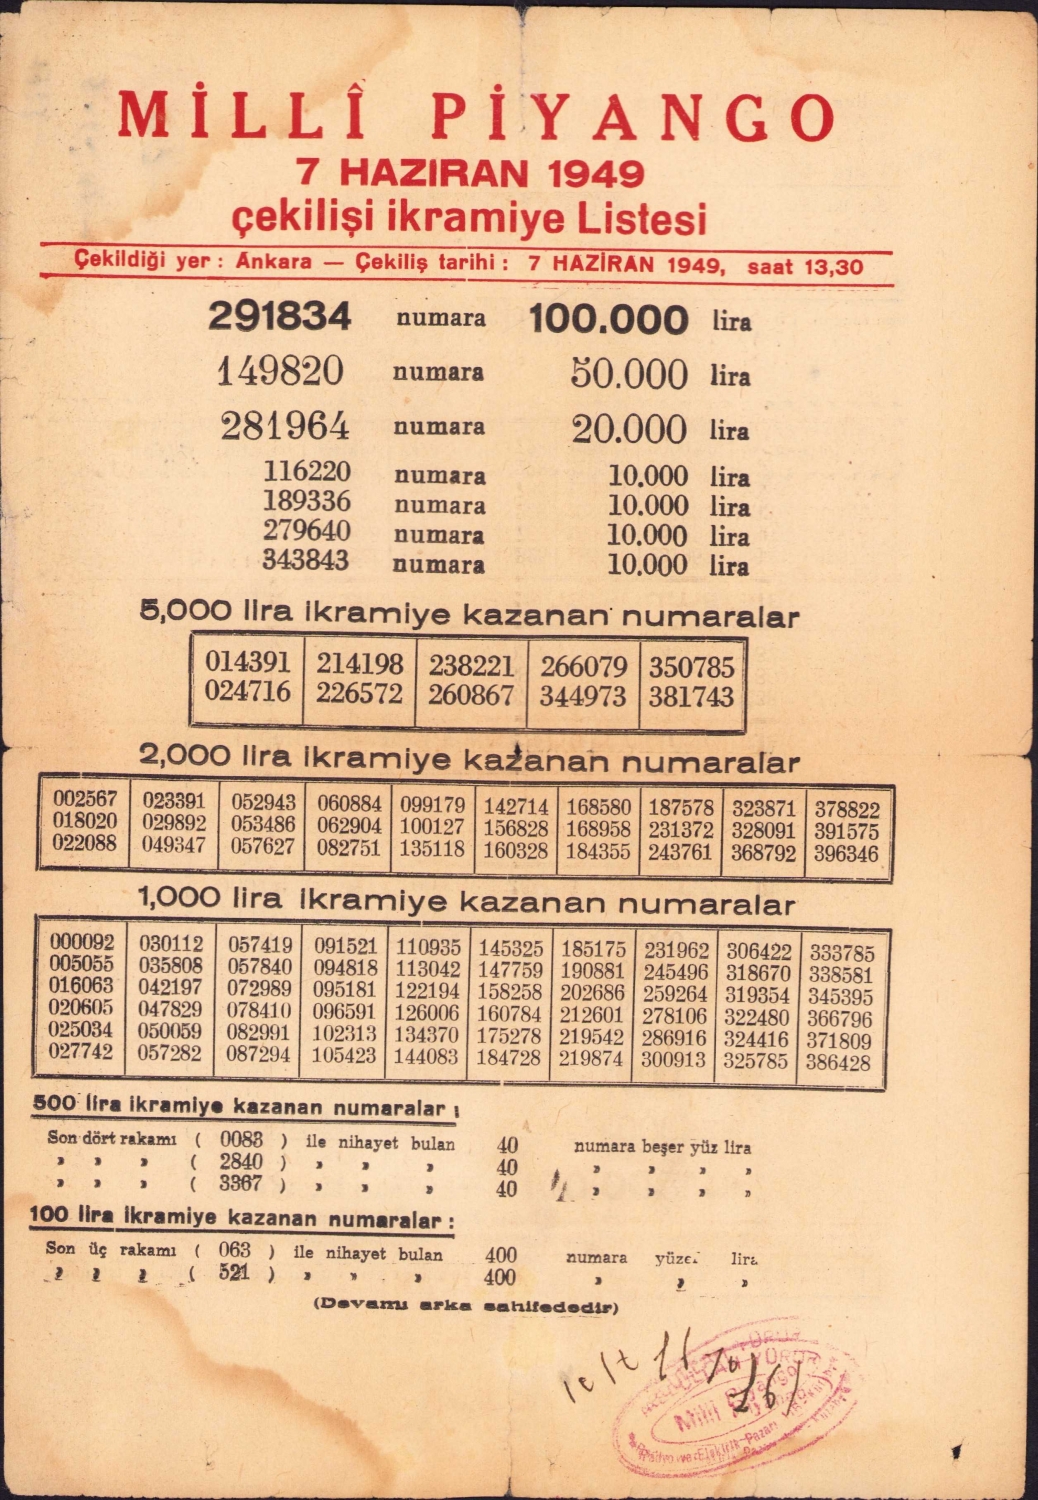 MİLLÎ PİYANGO
7 HAZIRAN 1949
çekilişi ikramiye Listesi
Çekildiği yer : Ankara — Çekiliş tarihi : 7 HAZİRAN 1949, saat 13,30
291834 numara 100.000 lira
149820 numara 50.000 lira
281964 numara 20.000 lira
116220 numara 10.000 lira
189336 numara 10.000 lira
279640 numara 10.000 lira
343843 numara 10.000 lira
5,000 lira ikramiye kazanan numaralar
014391 214198 238221 266079 350785
024716 226572 260867 344973 381743
2,000 lira ikramiye kazanan numaralar
002567 023391 052943 060884 099179 142714 168580 187578 323871 378822
018020 029892 053486 062904 100127 156828 168958 231372 328091 391575
022088 049347 057627 082751 135118 160328 184355 243761 368792 396346
1,000 lira ikramiye kazanan numaralar
000092 030112 057419 091521 110935 145325 185175 231962 306422 333785
005055 035808 057840 094818 113042 147759 190881 245496 318670 338581
016063 042197 072989 095181 122194 158258 202686 259264 319354 345395
020605 047829 078410 096591 126006 160784 212601 278106 322480 366796
025034 050059 082991 102313 134370 175278 219542 286916 324416 371809
027742 057282 087294 105423 144083 184728 219874 300913 325785 386428
500 lira ikramiye kazanan numaralar :
Son dört rakamı ( 0083 ) ile nihayet bulan 40 numara beşer yüz lira
» » » ( 2840 ) » » » 40 » » » »
» » » ( 3367 ) » » » 40 » » » »
100 lira ikramiye kazanan numaralar :
Son üç rakamı ( 063 ) ile nihayet bulan 400 numara yüzer lira
» » » ( 521 ) » » » 400 » » »
(Devamı arka sahifededir)
Milli Piyango